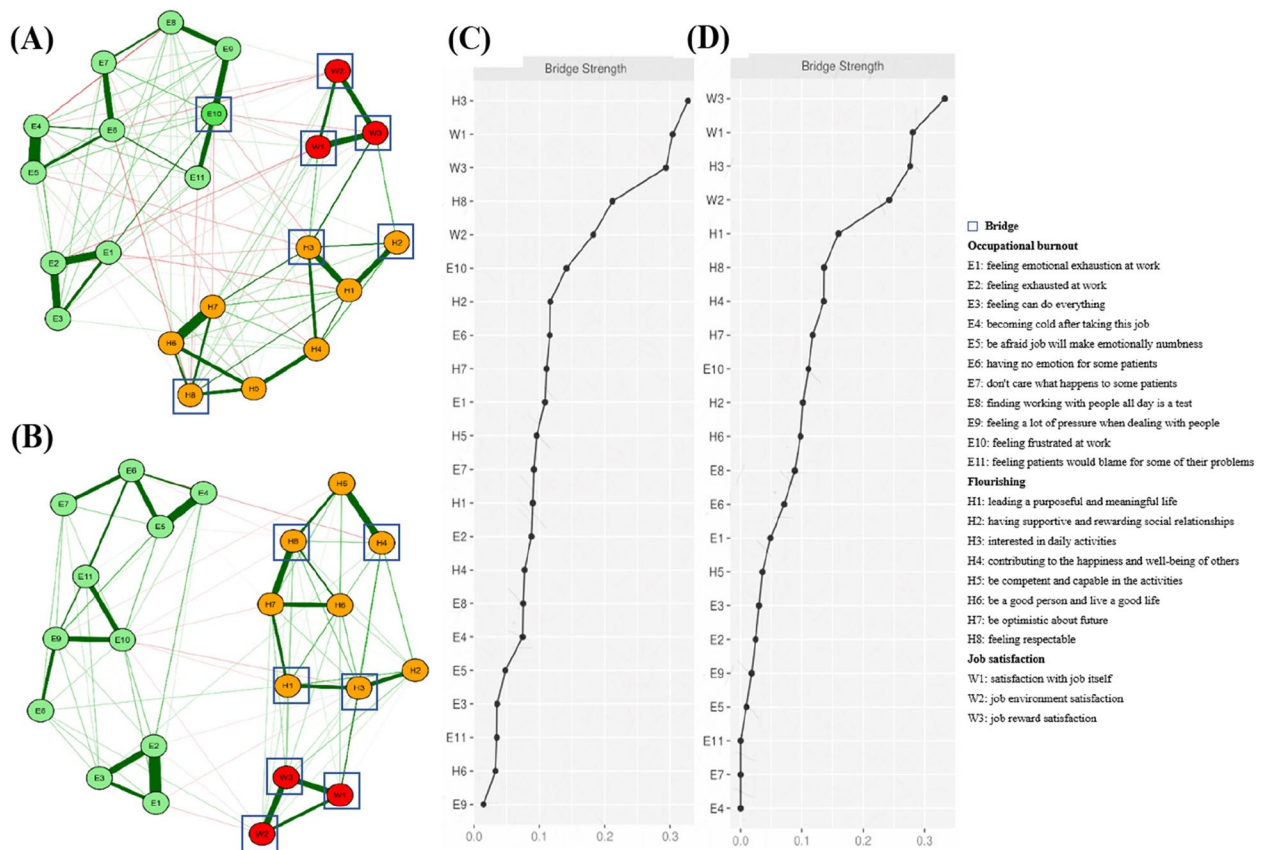 (A)
E8
E9
E7
E4
E6
E10
E5
E11
W2
W3
W1
E2
E1
E3
H3
H2
H1
H7
H6
H4
H8
H5
(B)
E6
E7
E4
E5
E11
E9
E10
E2
E3
E1
H5
H8
H4
H7
H6
H2
H1
H3
W3
W1
W2
(C)
Bridge Strength
H3
W1
W3
H8
W2
E10
H2
E6
H7
E1
H5
E7
H1
E2
H4
E8
E4
E5
E3
E11
H6
E9
0.0
0.1
0.2
0.3
(D)
Bridge Strength
W3
W1
H3
W2
H1
H8
H4
H7
E10
H2
H6
E8
E6
E1
H5
E3
E2
E9
E5
E11
E7
E4
0.0
0.1
0.2
0.3
Bridge
Occupational burnout
E1: feeling emotional exhaustion at work
E2: feeling exhausted at work
E3: feeling can do everything
E4: becoming cold after taking this job
E5: be afraid job will make emotionally numbness
E6: having no emotion for some patients
E7: don't care what happens to some patients
E8: finding working with people all day is a test
E9: feeling a lot of pressure when dealing with people
E10: feeling frustrated at work
E11: feeling patients would blame for some of their problems
Flourishing
H1: leading a purposeful and meaningful life
H2: having supportive and rewarding social relationships
H3: interested in daily activities
H4: contributing to the happiness and well-being of others
H5: be competent and capable in the activities
H6: be a good person and live a good life
H7: be optimistic about future
H8: feeling respectable
Job satisfaction
W1: satisfaction with job itself
W2: job environment satisfaction
W3: job reward satisfaction